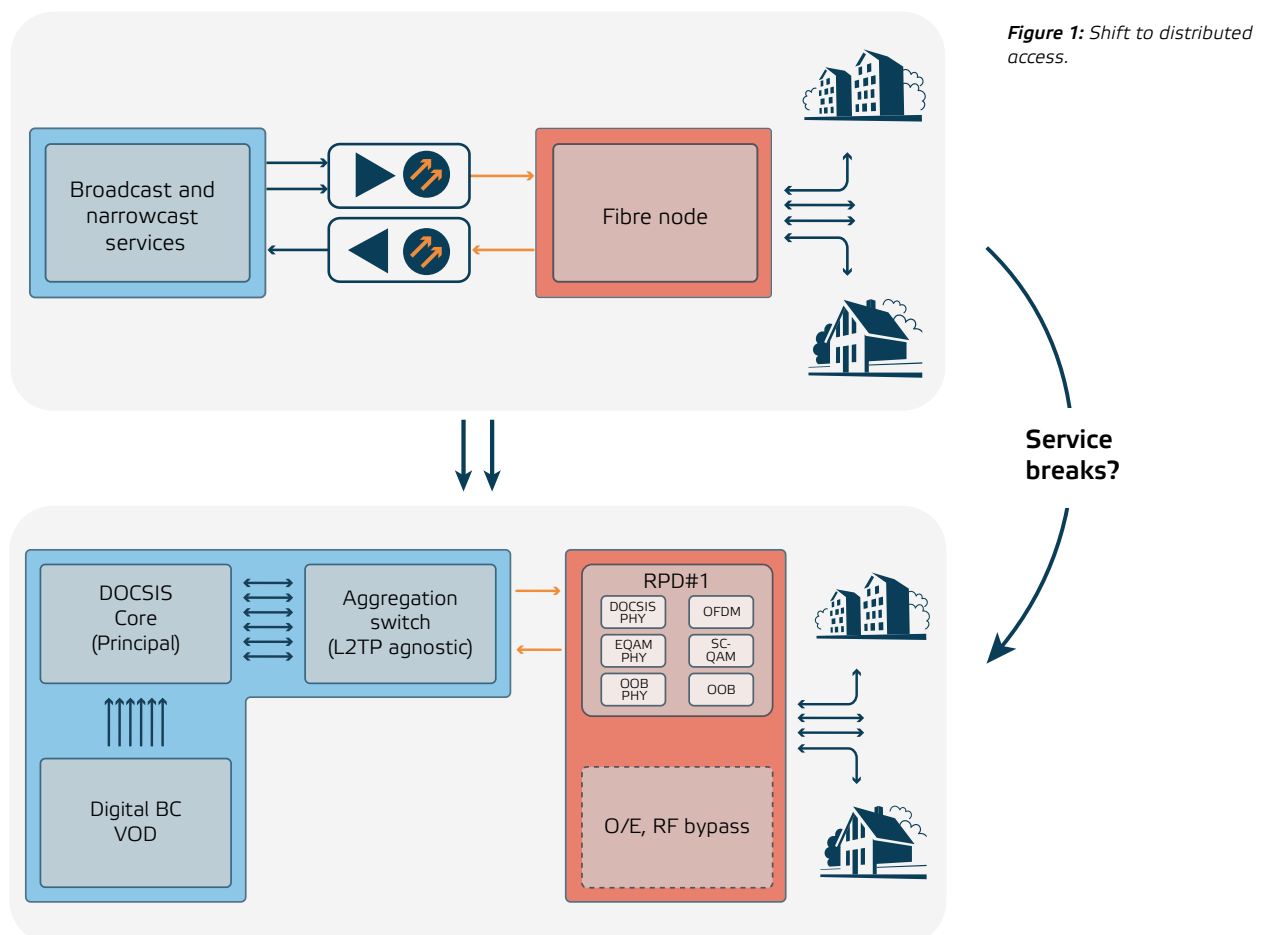 Figure 1: Shift to distributed
access.
Broadcast and
narrowcast
services
Fibre node
Service
breaks?
DOCSIS
Core
(Principal)
Aggregation
switch
(L2TP agnostic)
RPD#1
DOCSIS
PHY
OFDM
EQAM
PHY
SC-
QAM
OOB
PHY
OOB
Digital BC
VOD
O/E, RF bypass